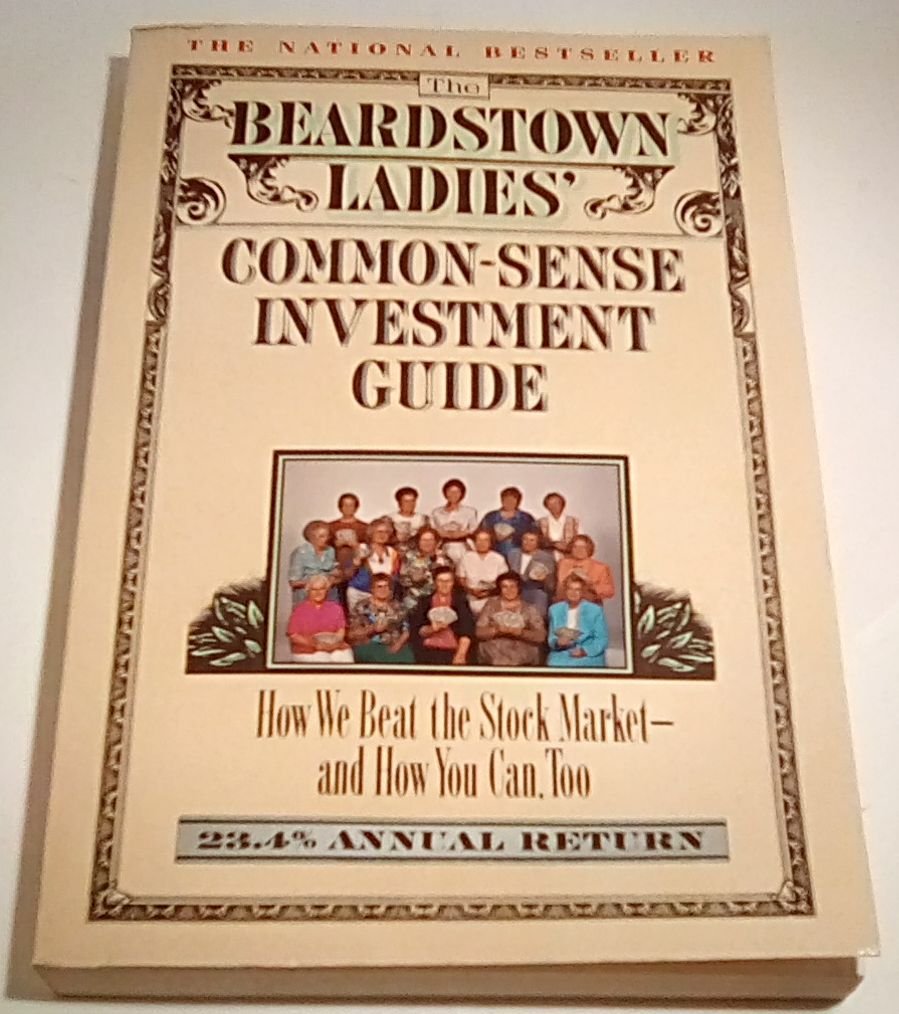 THE NATIONAL BESTSELLER
The
BEARDSTOWN
LADIES'
COMMON-SENSE
INVESTMENT
GUIDE
How We Beat the Stock Market—
and How You Can, Too
23.4% ANNUAL RETURN